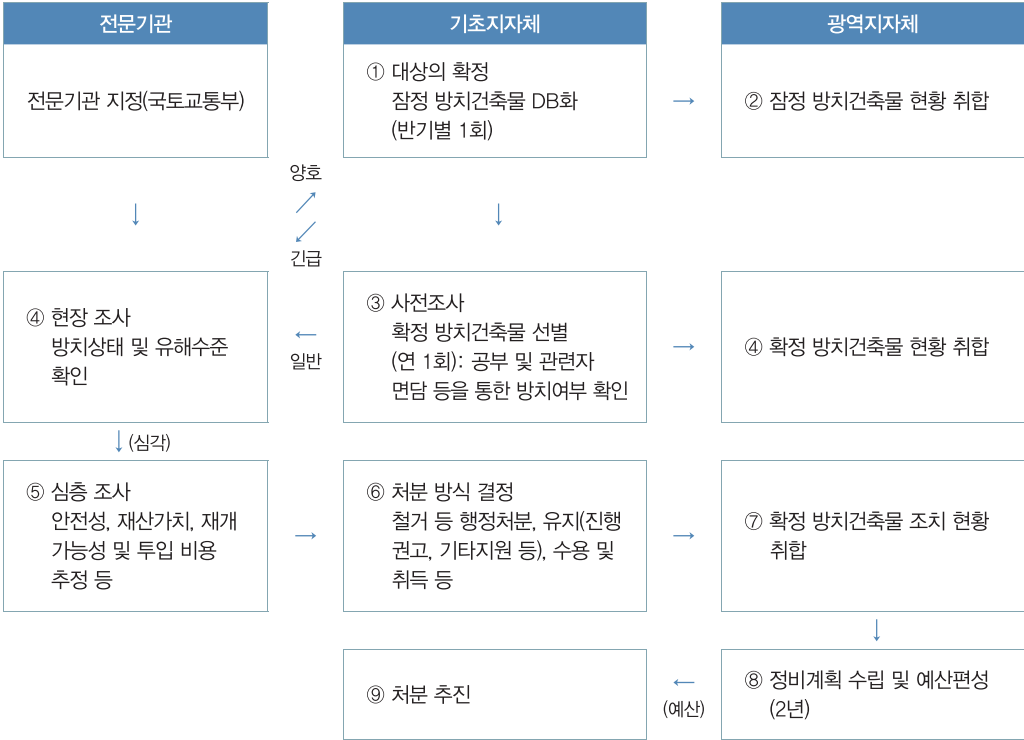 전문기관
기초지자체
광역지자체
전문기관 지정(국토교통부)
① 대상의 확정
잠정 방치건축물 DB화
(반기별 1회)
→
② 잠정 방치건축물 현황 취합
↓
양호
↗
↙
긴급
↓
④ 현장 조사
방치상태 및 유해수준
확인
←
일반
③ 사전조사
확정 방치건축물 선별
(연 1회): 공부 및 관련자
면담 등을 통한 방치여부 확인
→
④ 확정 방치건축물 현황 취합
↓ (심각)
⑤ 심층 조사
안전성, 재산가치, 재개
가능성 및 투입 비용
추정 등
→
⑥ 처분 방식 결정
철거 등 행정처분, 유지(진행
권고, 기타지원 등), 수용 및
취득 등
→
⑦ 확정 방치건축물 조치 현황
취합
↓
⑧ 정비계획 수립 및 예산편성
(2년)
←
(예산)
⑨ 처분 추진